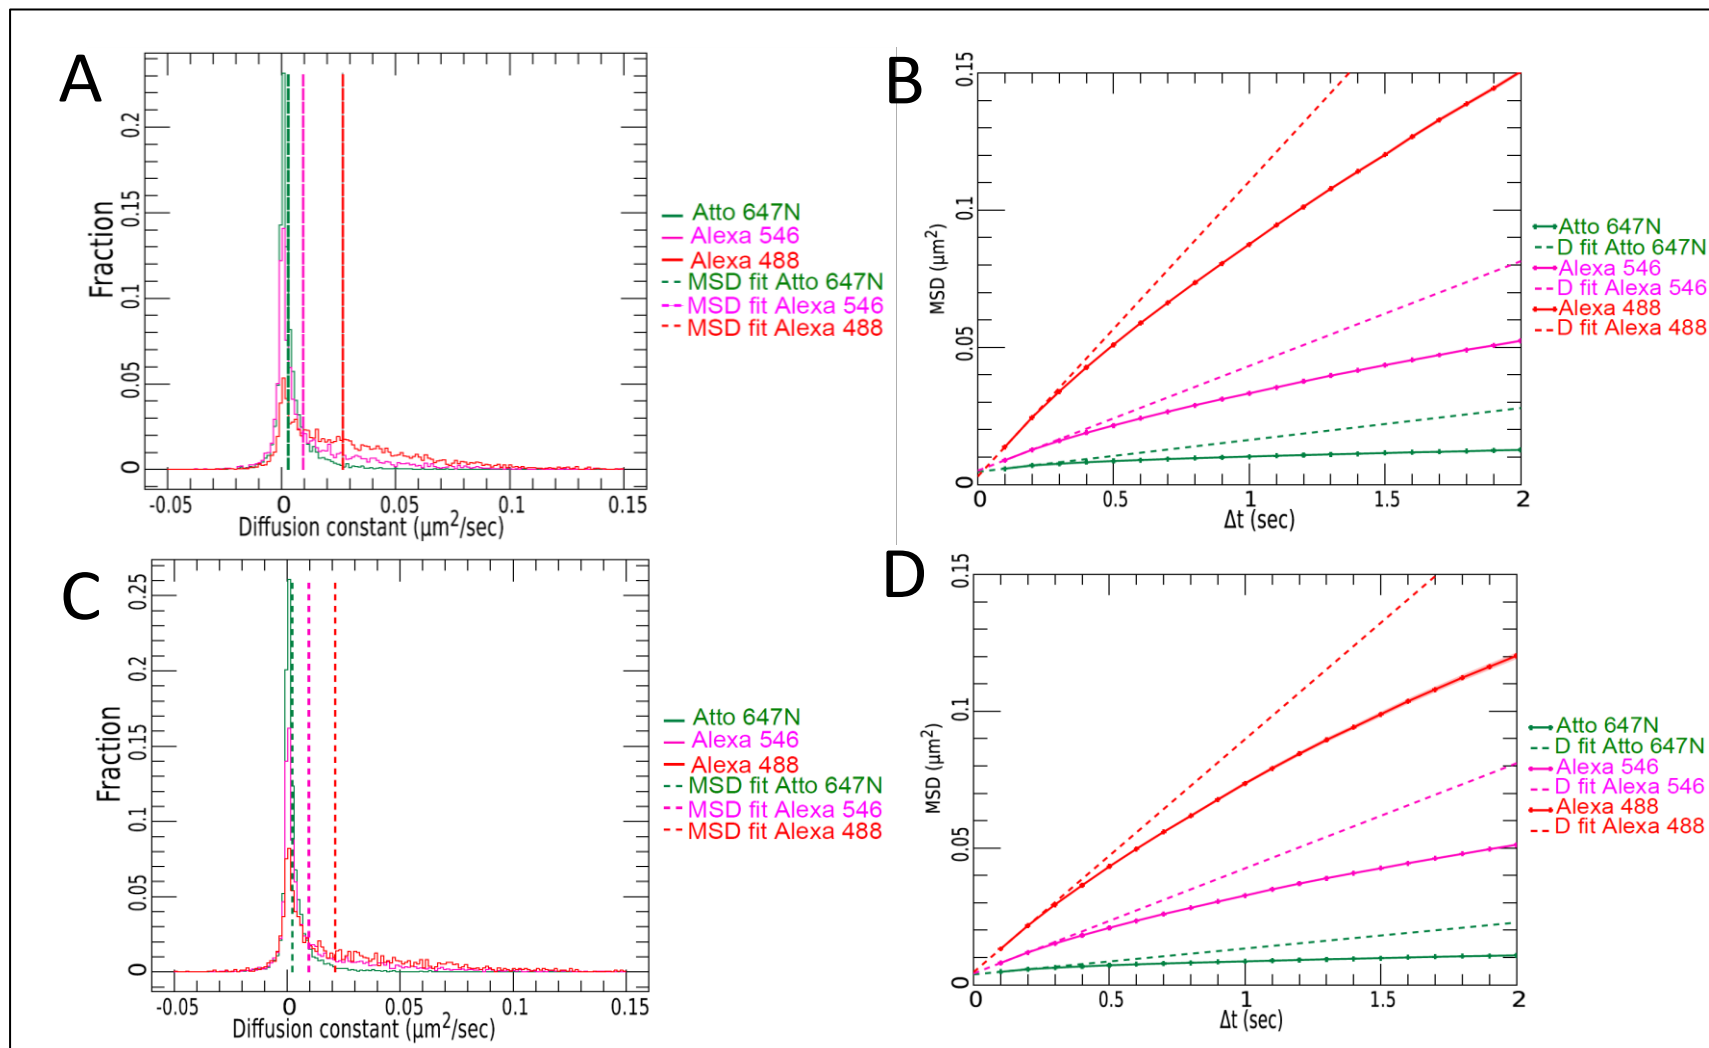 A
Fraction
0.2
0.15
0.1
0.05
0
-0.05 0 0.05 0.1 0.15
Diffusion constant (µm²/sec)
Atto 647N
Alexa 546
Alexa 488
MSD fit Atto 647N
MSD fit Alexa 546
MSD fit Alexa 488
B
MSD (µm²)
0.15
0.1
0.05
0
0 0.5 1 1.5 2
Δt (sec)
Atto 647N
D fit Atto 647N
Alexa 546
D fit Alexa 546
Alexa 488
D fit Alexa 488
C
Fraction
0.25
0.2
0.15
0.1
0.05
0
-0.05 0 0.05 0.1 0.15
Diffusion constant (µm²/sec)
Atto 647N
Alexa 546
Alexa 488
MSD fit Atto 647N
MSD fit Alexa 546
MSD fit Alexa 488
D
MSD (µm²)
0.15
0.1
0.05
0
0 0.5 1 1.5 2
Δt (sec)
Atto 647N
D fit Atto 647N
Alexa 546
D fit Alexa 546
Alexa 488
D fit Alexa 488